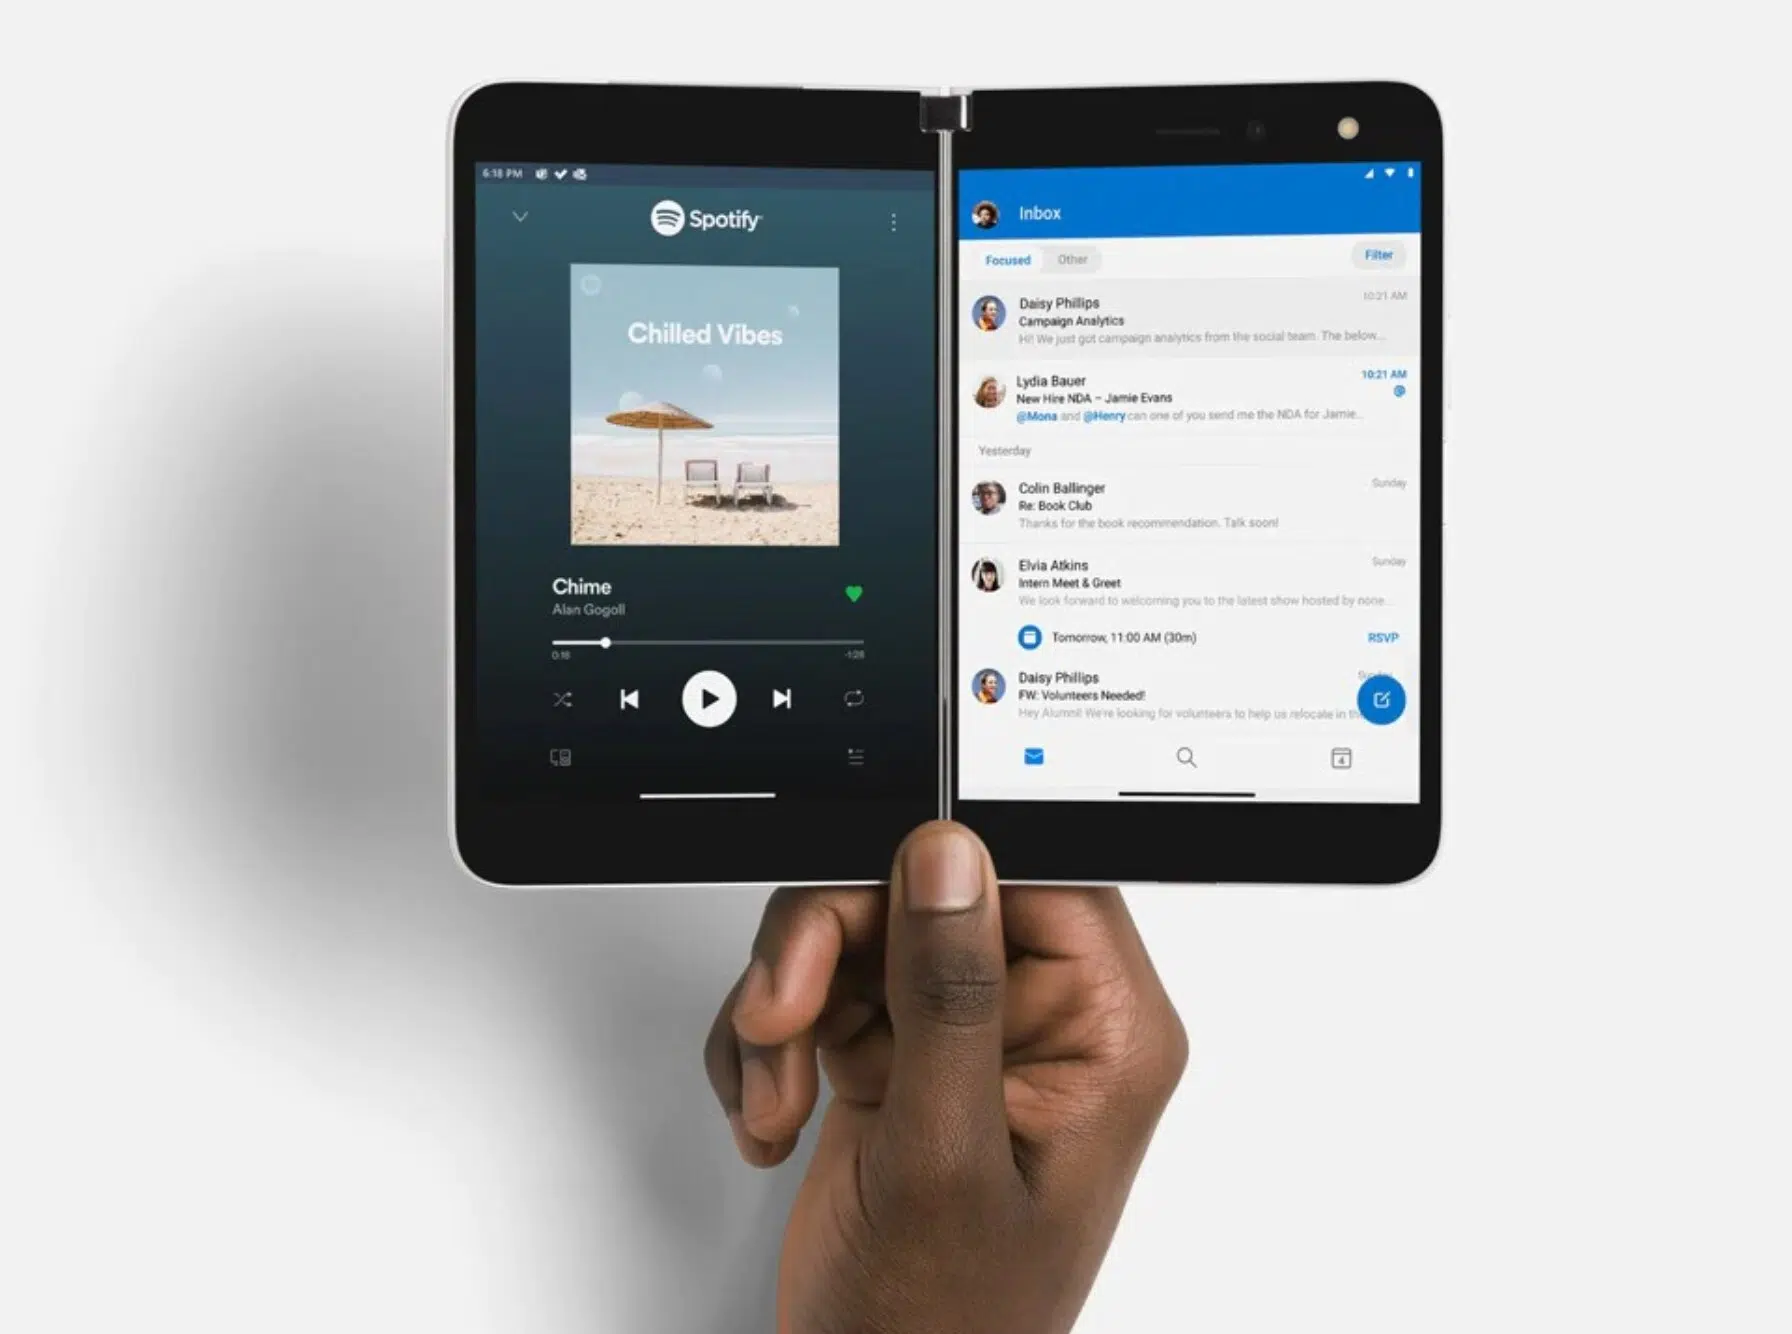 6:18 PM
Spotify
Chilled Vibes
Chime
Alan Gogoll
0:18
-1:28
Inbox
Focused
Other
Filter
Daisy Phillips
10:21 AM
Campaign Analytics
Hi! We just got campaign analytics from the social team. The below...
Lydia Bauer
10:21 AM
New Hire NDA – Jamie Evans
@Mona and @Henry can one of you send me the NDA for Jamie...
Yesterday
Colin Ballinger
Sunday
Re: Book Club
Thanks for the book recommendation. Talk soon!
Elvia Atkins
Sunday
Intern Meet & Greet
We look forward to welcoming you to the latest show hosted by none...
Tomorrow, 11:00 AM (30m)
RSVP
Daisy Phillips
FW: Volunteers Needed!
Hey Alumni! We're looking for volunteers to help us relocate in
4